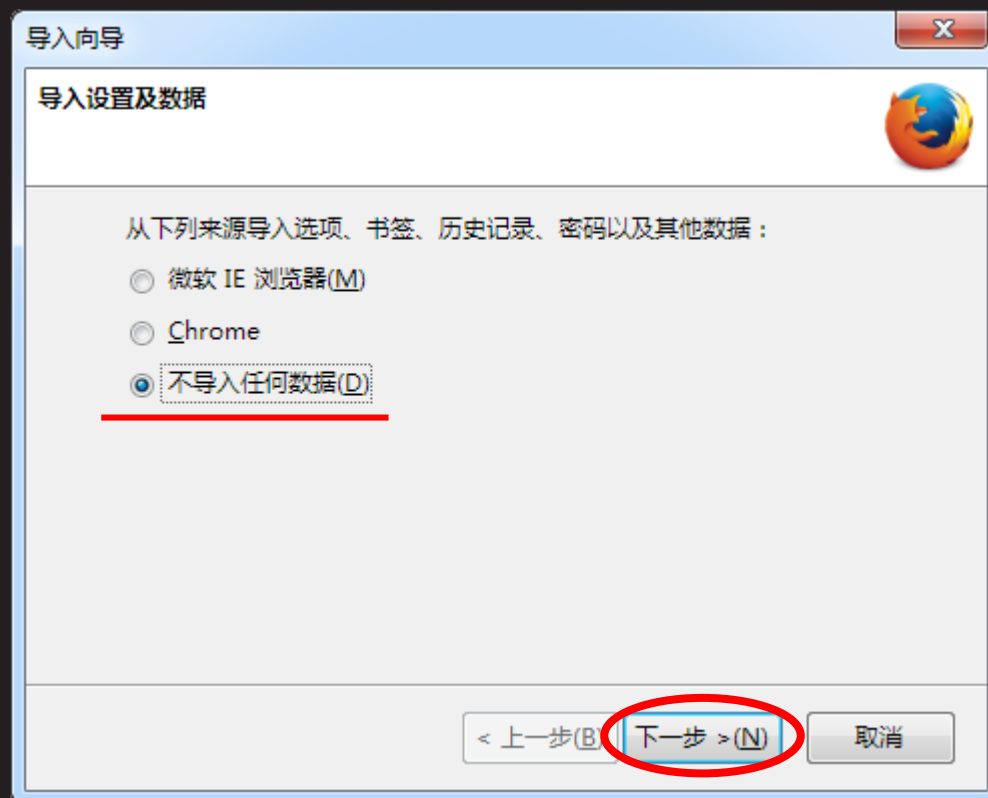 导入向导
导入设置及数据
从下列来源导入选项、书签、历史记录、密码以及其他数据：
微软 IE 浏览器(M)
Chrome
不导入任何数据(D)
< 上一步(B) 下一步 >(N) 取消